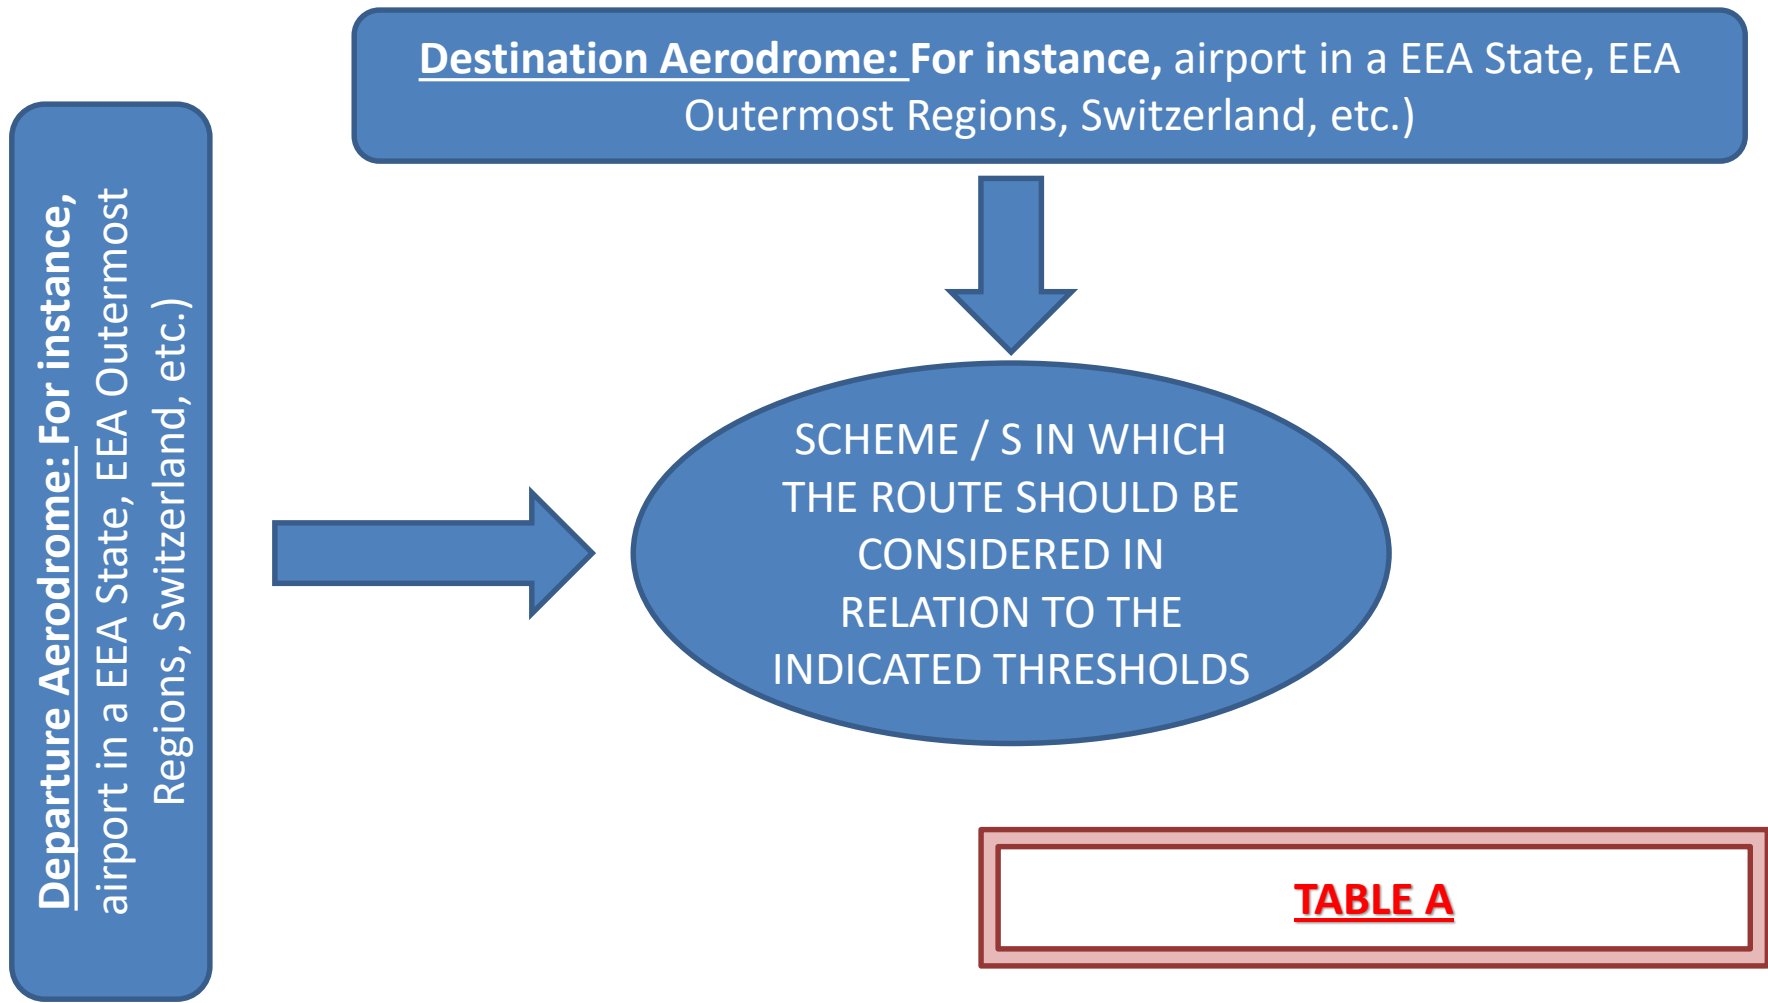 Destination Aerodrome: For instance, airport in a EEA State, EEA
Outermost Regions, Switzerland, etc.)
Departure Aerodrome: For instance,
airport in a EEA State, EEA Outermost
Regions, Switzerland, etc.)
SCHEME / S IN WHICH
THE ROUTE SHOULD BE
CONSIDERED IN
RELATION TO THE
INDICATED THRESHOLDS
TABLE A